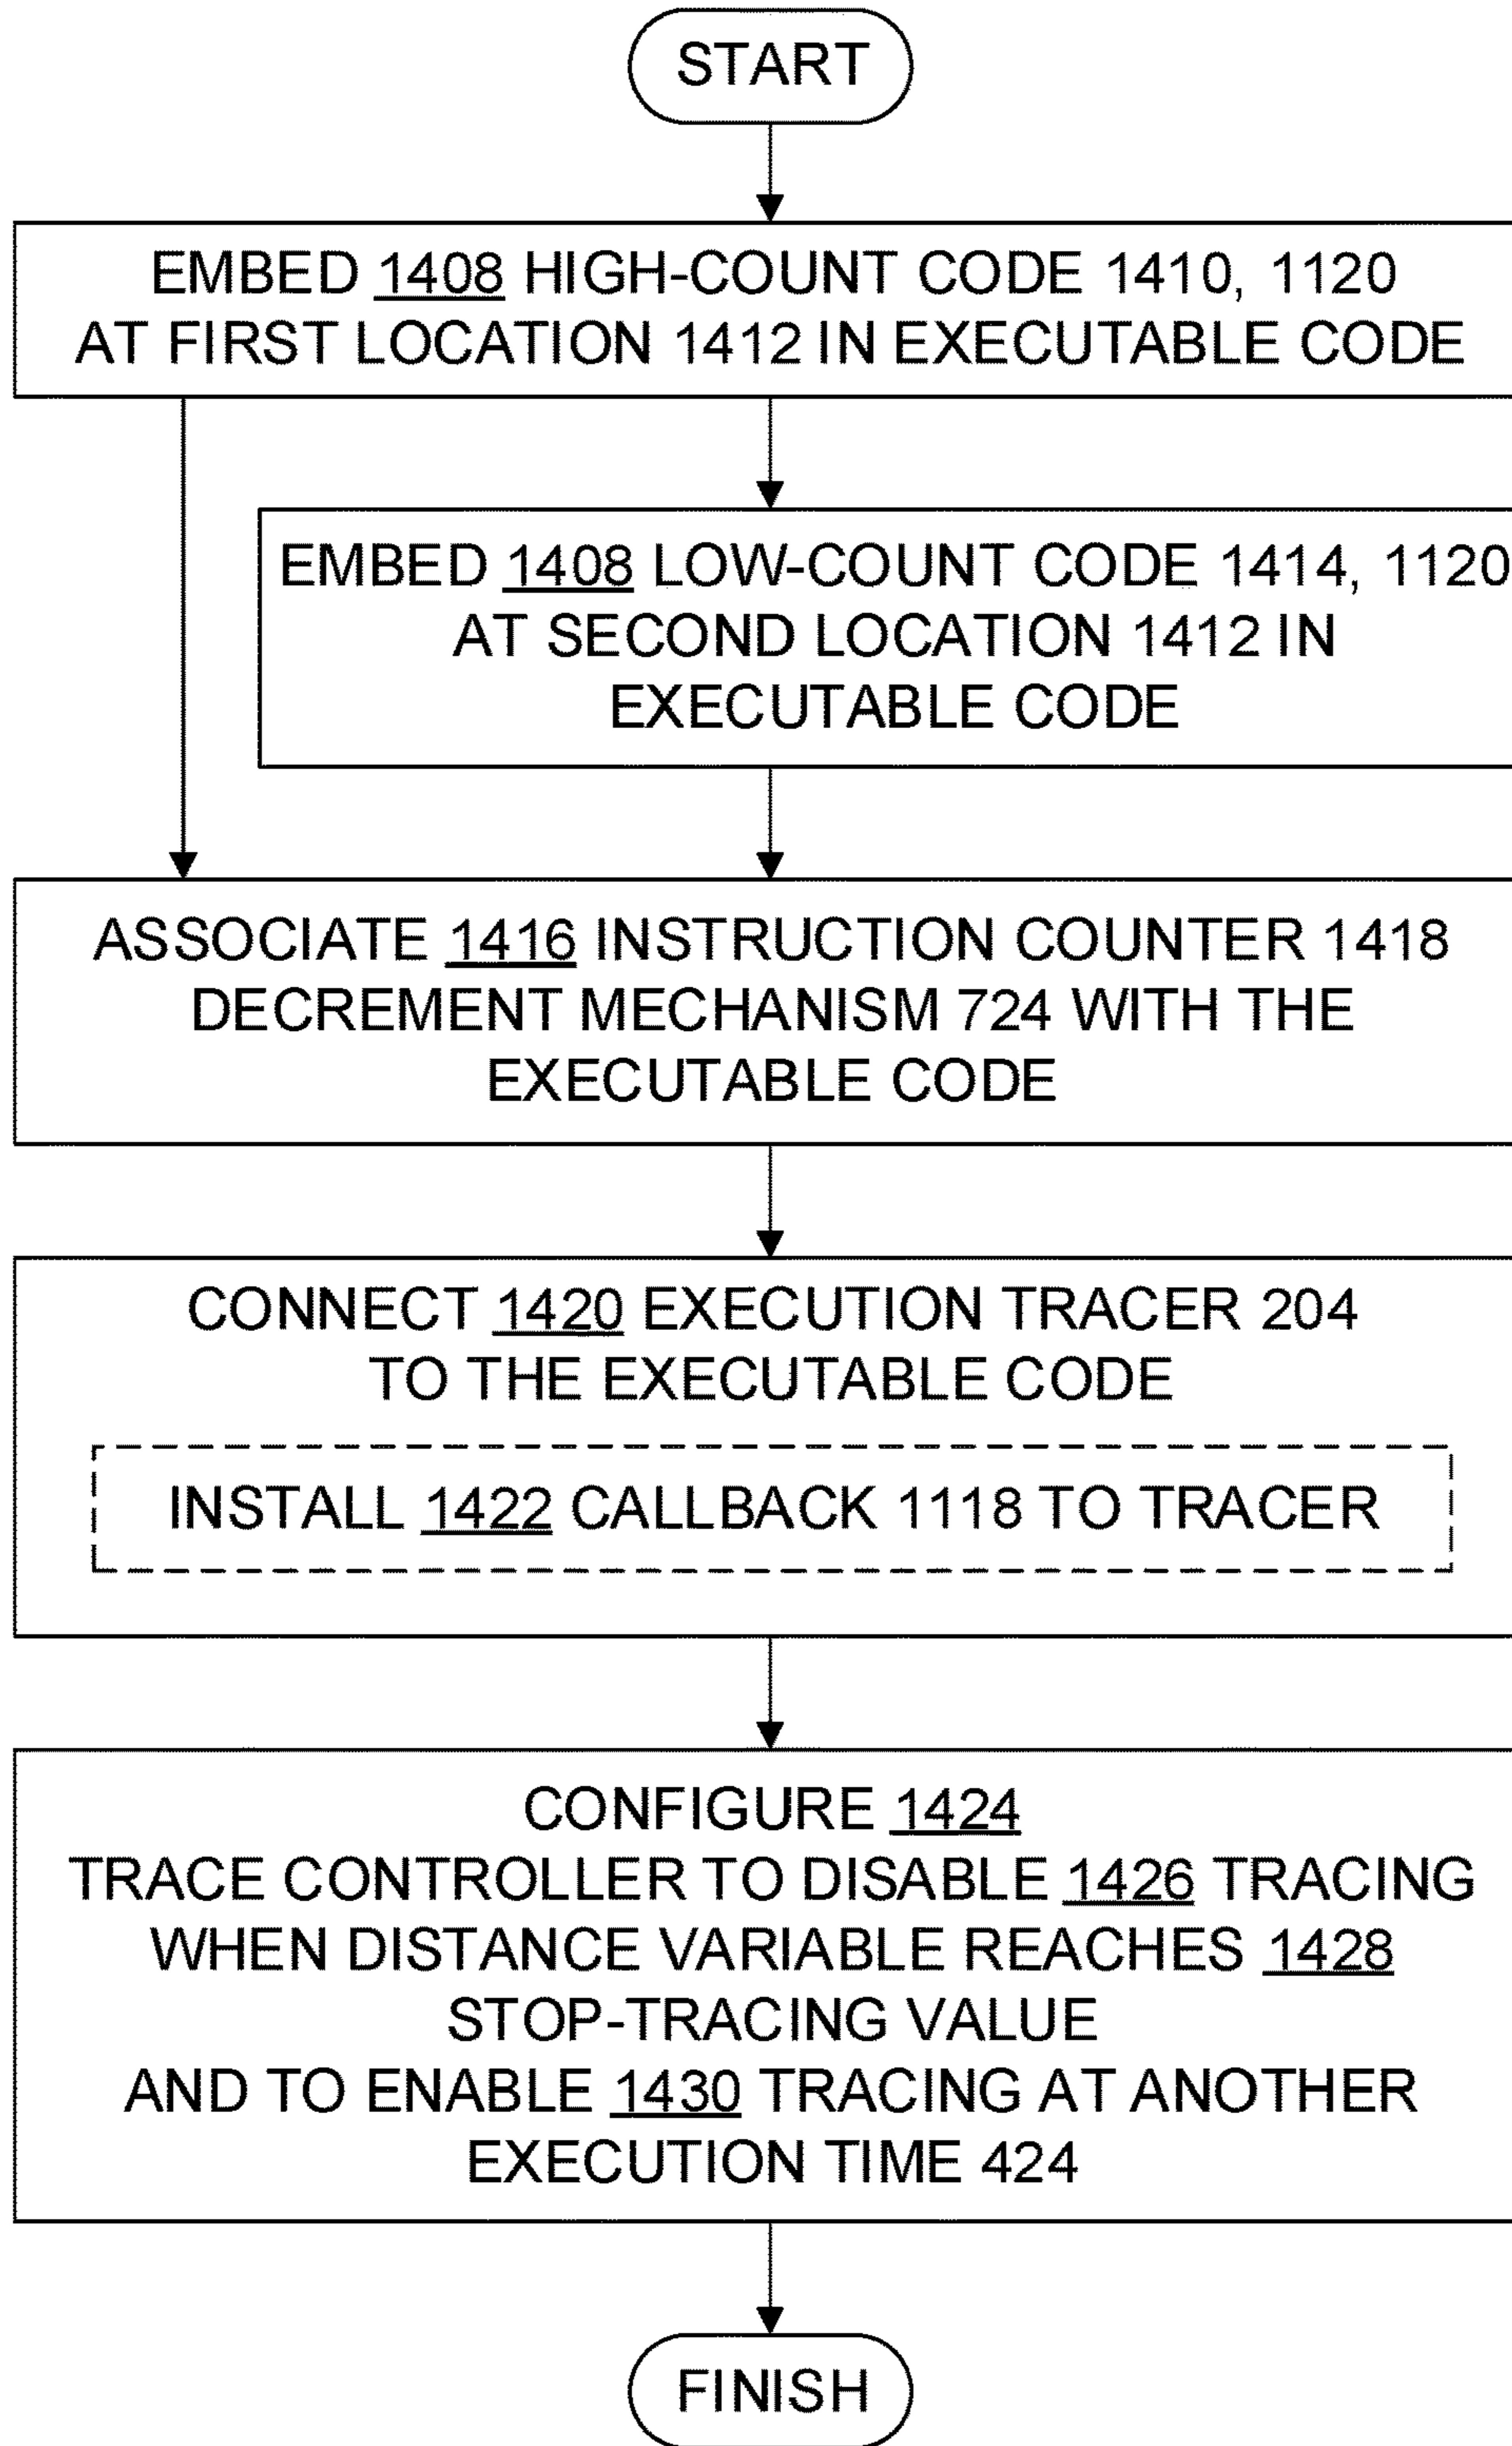 START
EMBED 1408 HIGH-COUNT CODE 1410, 1120
AT FIRST LOCATION 1412 IN EXECUTABLE CODE
EMBED 1408 LOW-COUNT CODE 1414, 1120
AT SECOND LOCATION 1412 IN
EXECUTABLE CODE
ASSOCIATE 1416 INSTRUCTION COUNTER 1418
DECREMENT MECHANISM 724 WITH THE
EXECUTABLE CODE
CONNECT 1420 EXECUTION TRACER 204
TO THE EXECUTABLE CODE
INSTALL 1422 CALLBACK 1118 TO TRACER
CONFIGURE 1424
TRACE CONTROLLER TO DISABLE 1426 TRACING
WHEN DISTANCE VARIABLE REACHES 1428
STOP-TRACING VALUE
AND TO ENABLE 1430 TRACING AT ANOTHER
EXECUTION TIME 424
FINISH